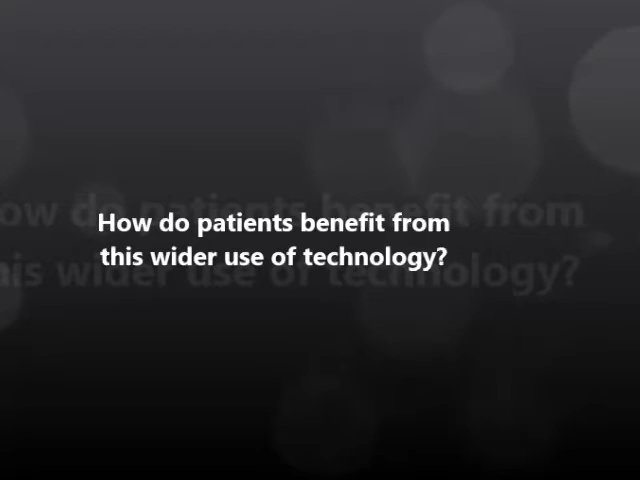 How do patients benefit from
this wider use of technology?